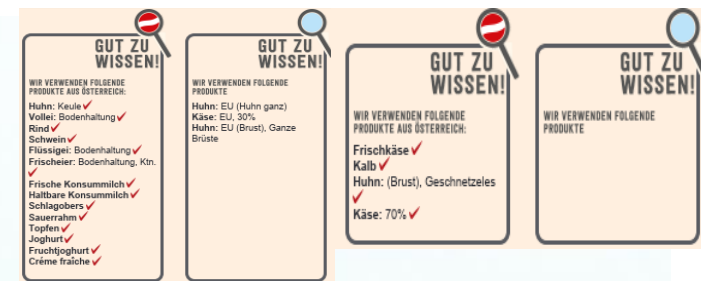 GUT ZU
WISSEN!
WIR VERWENDEN FOLGENDE
PRODUKTE AUS ÖSTERREICH:
Huhn: Keule ✓
Vollei: Bodenhaltung ✓
Rind ✓
Schwein ✓
Flüssigei: Bodenhaltung ✓
Frischeier: Bodenhaltung, Ktn.
✓
Frische Konsummilch ✓
Haltbare Konsummilch ✓
Schlagobers ✓
Sauerrahm ✓
Topfen ✓
Joghurt ✓
Fruchtjoghurt ✓
Créme fraîche ✓
GUT ZU
WISSEN!
WIR VERWENDEN FOLGENDE
PRODUKTE
Huhn: EU (Huhn ganz)
Käse: EU, 30%
Huhn: EU (Brust), Ganze
Brüste
GUT ZU
WISSEN!
WIR VERWENDEN FOLGENDE
PRODUKTE AUS ÖSTERREICH:
Frischkäse ✓
Kalb ✓
Huhn: (Brust), Geschnetzeles
✓
Käse: 70% ✓
GUT ZU
WISSEN!
WIR VERWENDEN FOLGENDE
PRODUKTE